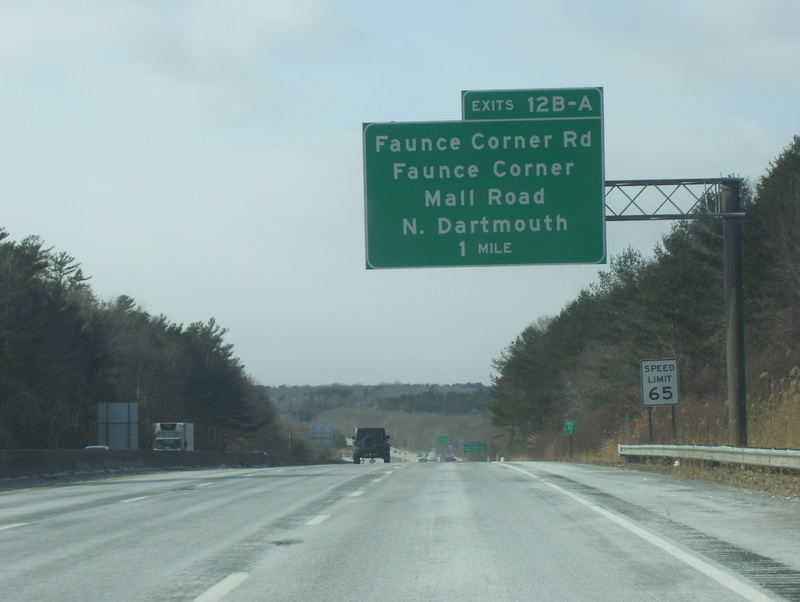 EXITS 12B-A
Faunce Corner Rd
Faunce Corner
Mall Road
N. Dartmouth
1 MILE
SPEED
LIMIT
65